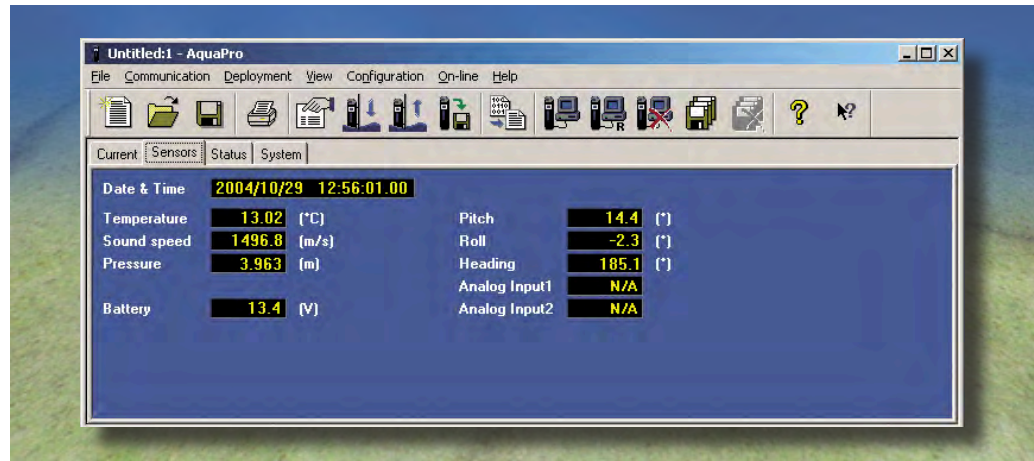 Untitled:1 - AquaPro
File Communication Deployment View Configuration On-line Help
Current Sensors Status System
Date & Time 2004/10/29 12:56:01.00
Temperature 13.02 (°C) Pitch 14.4 (°)
Sound speed 1496.8 (m/s) Roll -2.3 (°)
Pressure 3.963 (m) Heading 185.1 (°)
Analog Input1 N/A
Battery 13.4 (V) Analog Input2 N/A